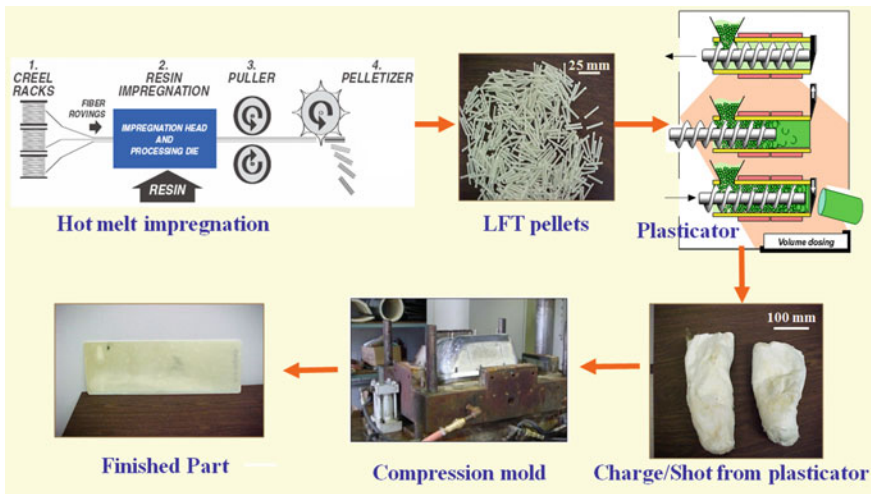 1.
CREEL
RACKS
2.
RESIN
IMPREGNATION
3.
PULLER
4.
PELLETIZER
FIBER
ROVINGS
IMPREGNATION HEAD
AND
PROCESSING DIE
RESIN
Hot melt impregnation
25 mm
LFT pellets
Plasticator
Volume dosing
100 mm
Charge/Shot from plasticator
Compression mold
Finished Part